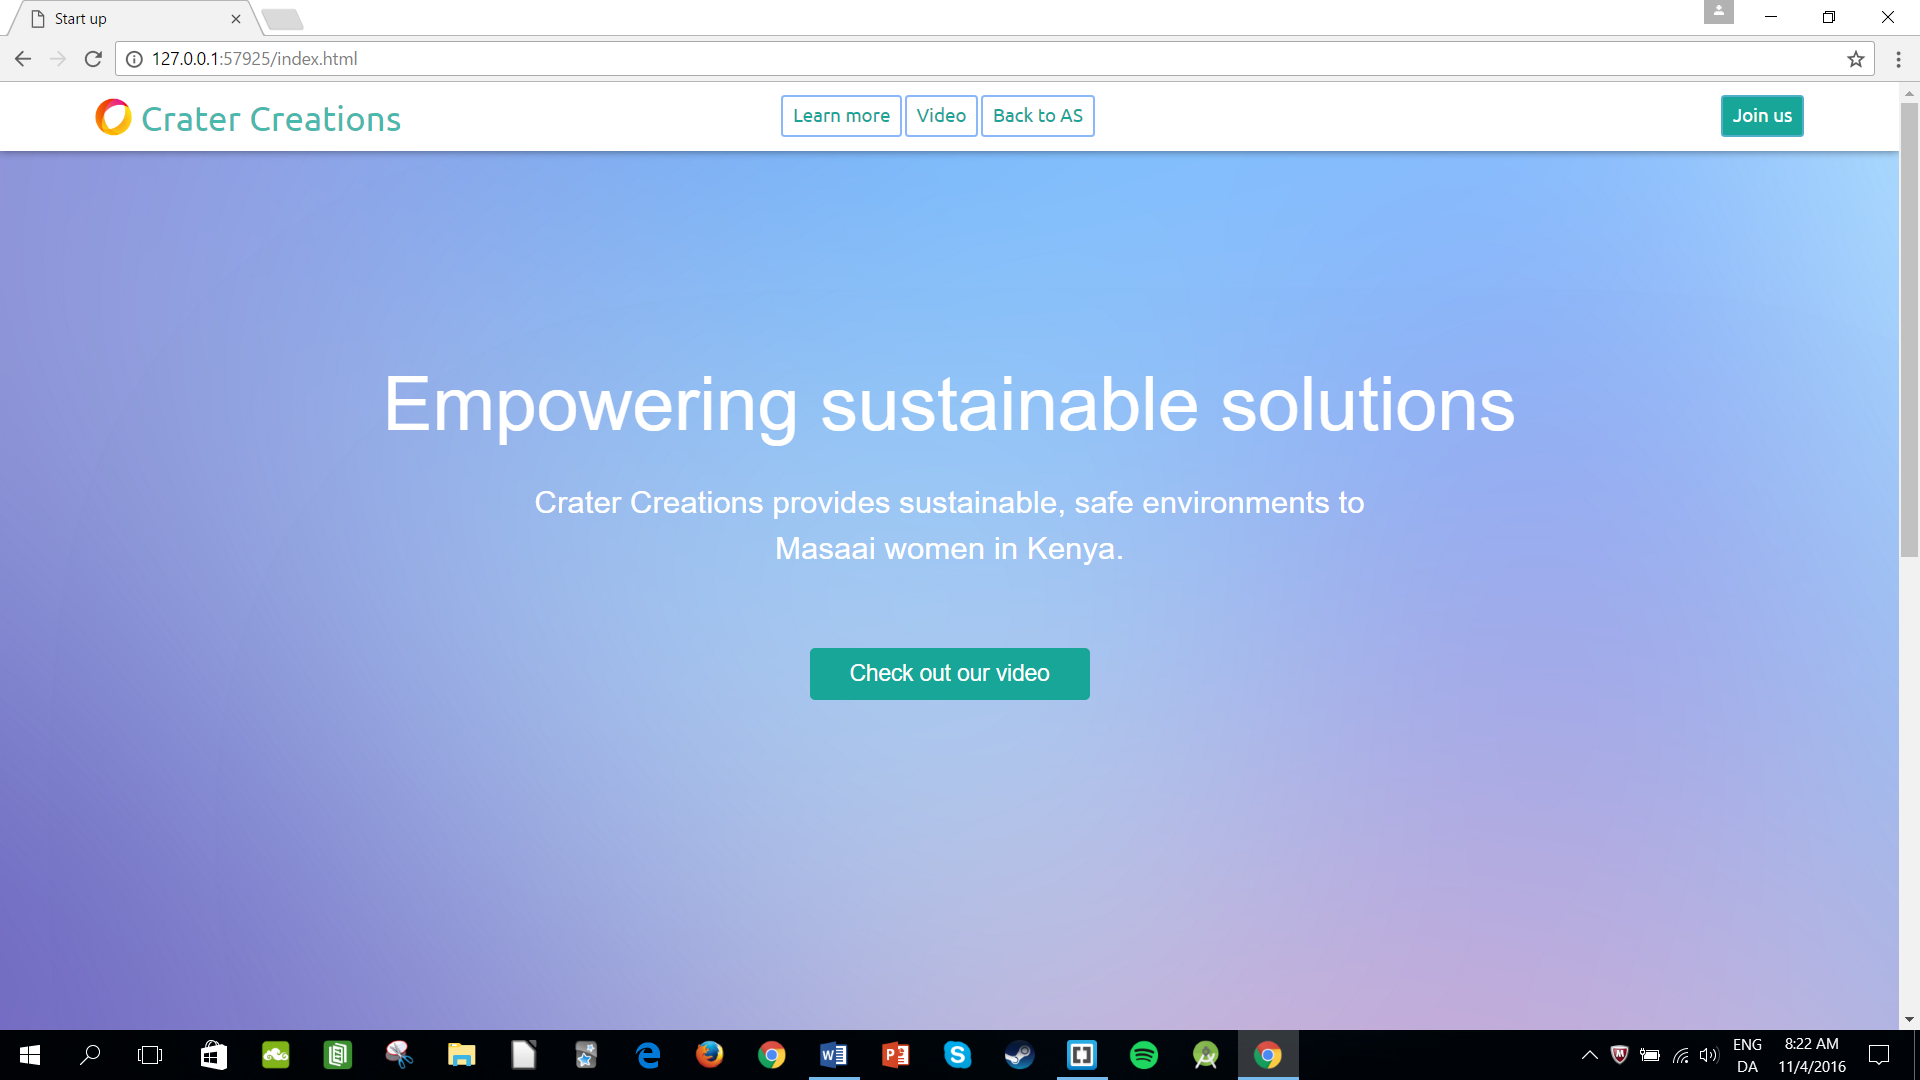 Start up
127.0.0.1:57925/index.html
Crater Creations
Learn more
Video
Back to AS
Join us
Empowering sustainable solutions
Crater Creations provides sustainable, safe environments to
Masaai women in Kenya.
Check out our video
ENG
DA
8:22 AM
11/4/2016